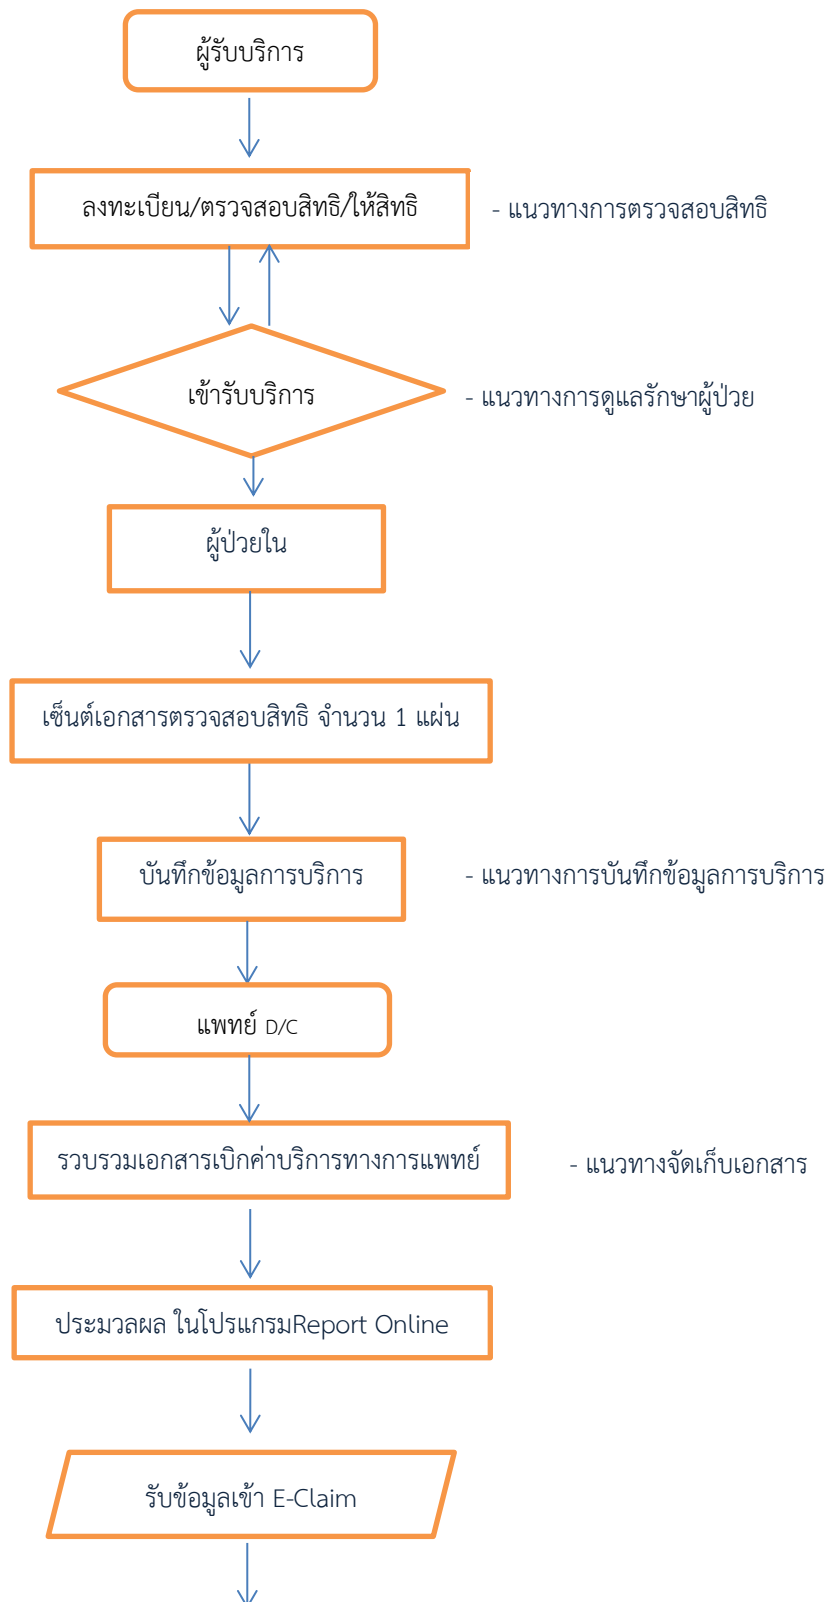 ผู้รับบริการ
ลงทะเบียน/ตรวจสอบสิทธิ/ให้สิทธิ
- แนวทางการตรวจสอบสิทธิ
เข้ารับบริการ
- แนวทางการดูแลรักษาผู้ป่วย
ผู้ป่วยใน
เซ็นต์เอกสารตรวจสอบสิทธิ จำนวน 1 แผ่น
บันทึกข้อมูลการบริการ
- แนวทางการบันทึกข้อมูลการบริการ
แพทย์ D/C
รวบรวมเอกสารเบิกค่าบริการทางการแพทย์
- แนวทางจัดเก็บเอกสาร
ประมวลผล ในโปรแกรมReport Online
รับข้อมูลเข้า E-Claim